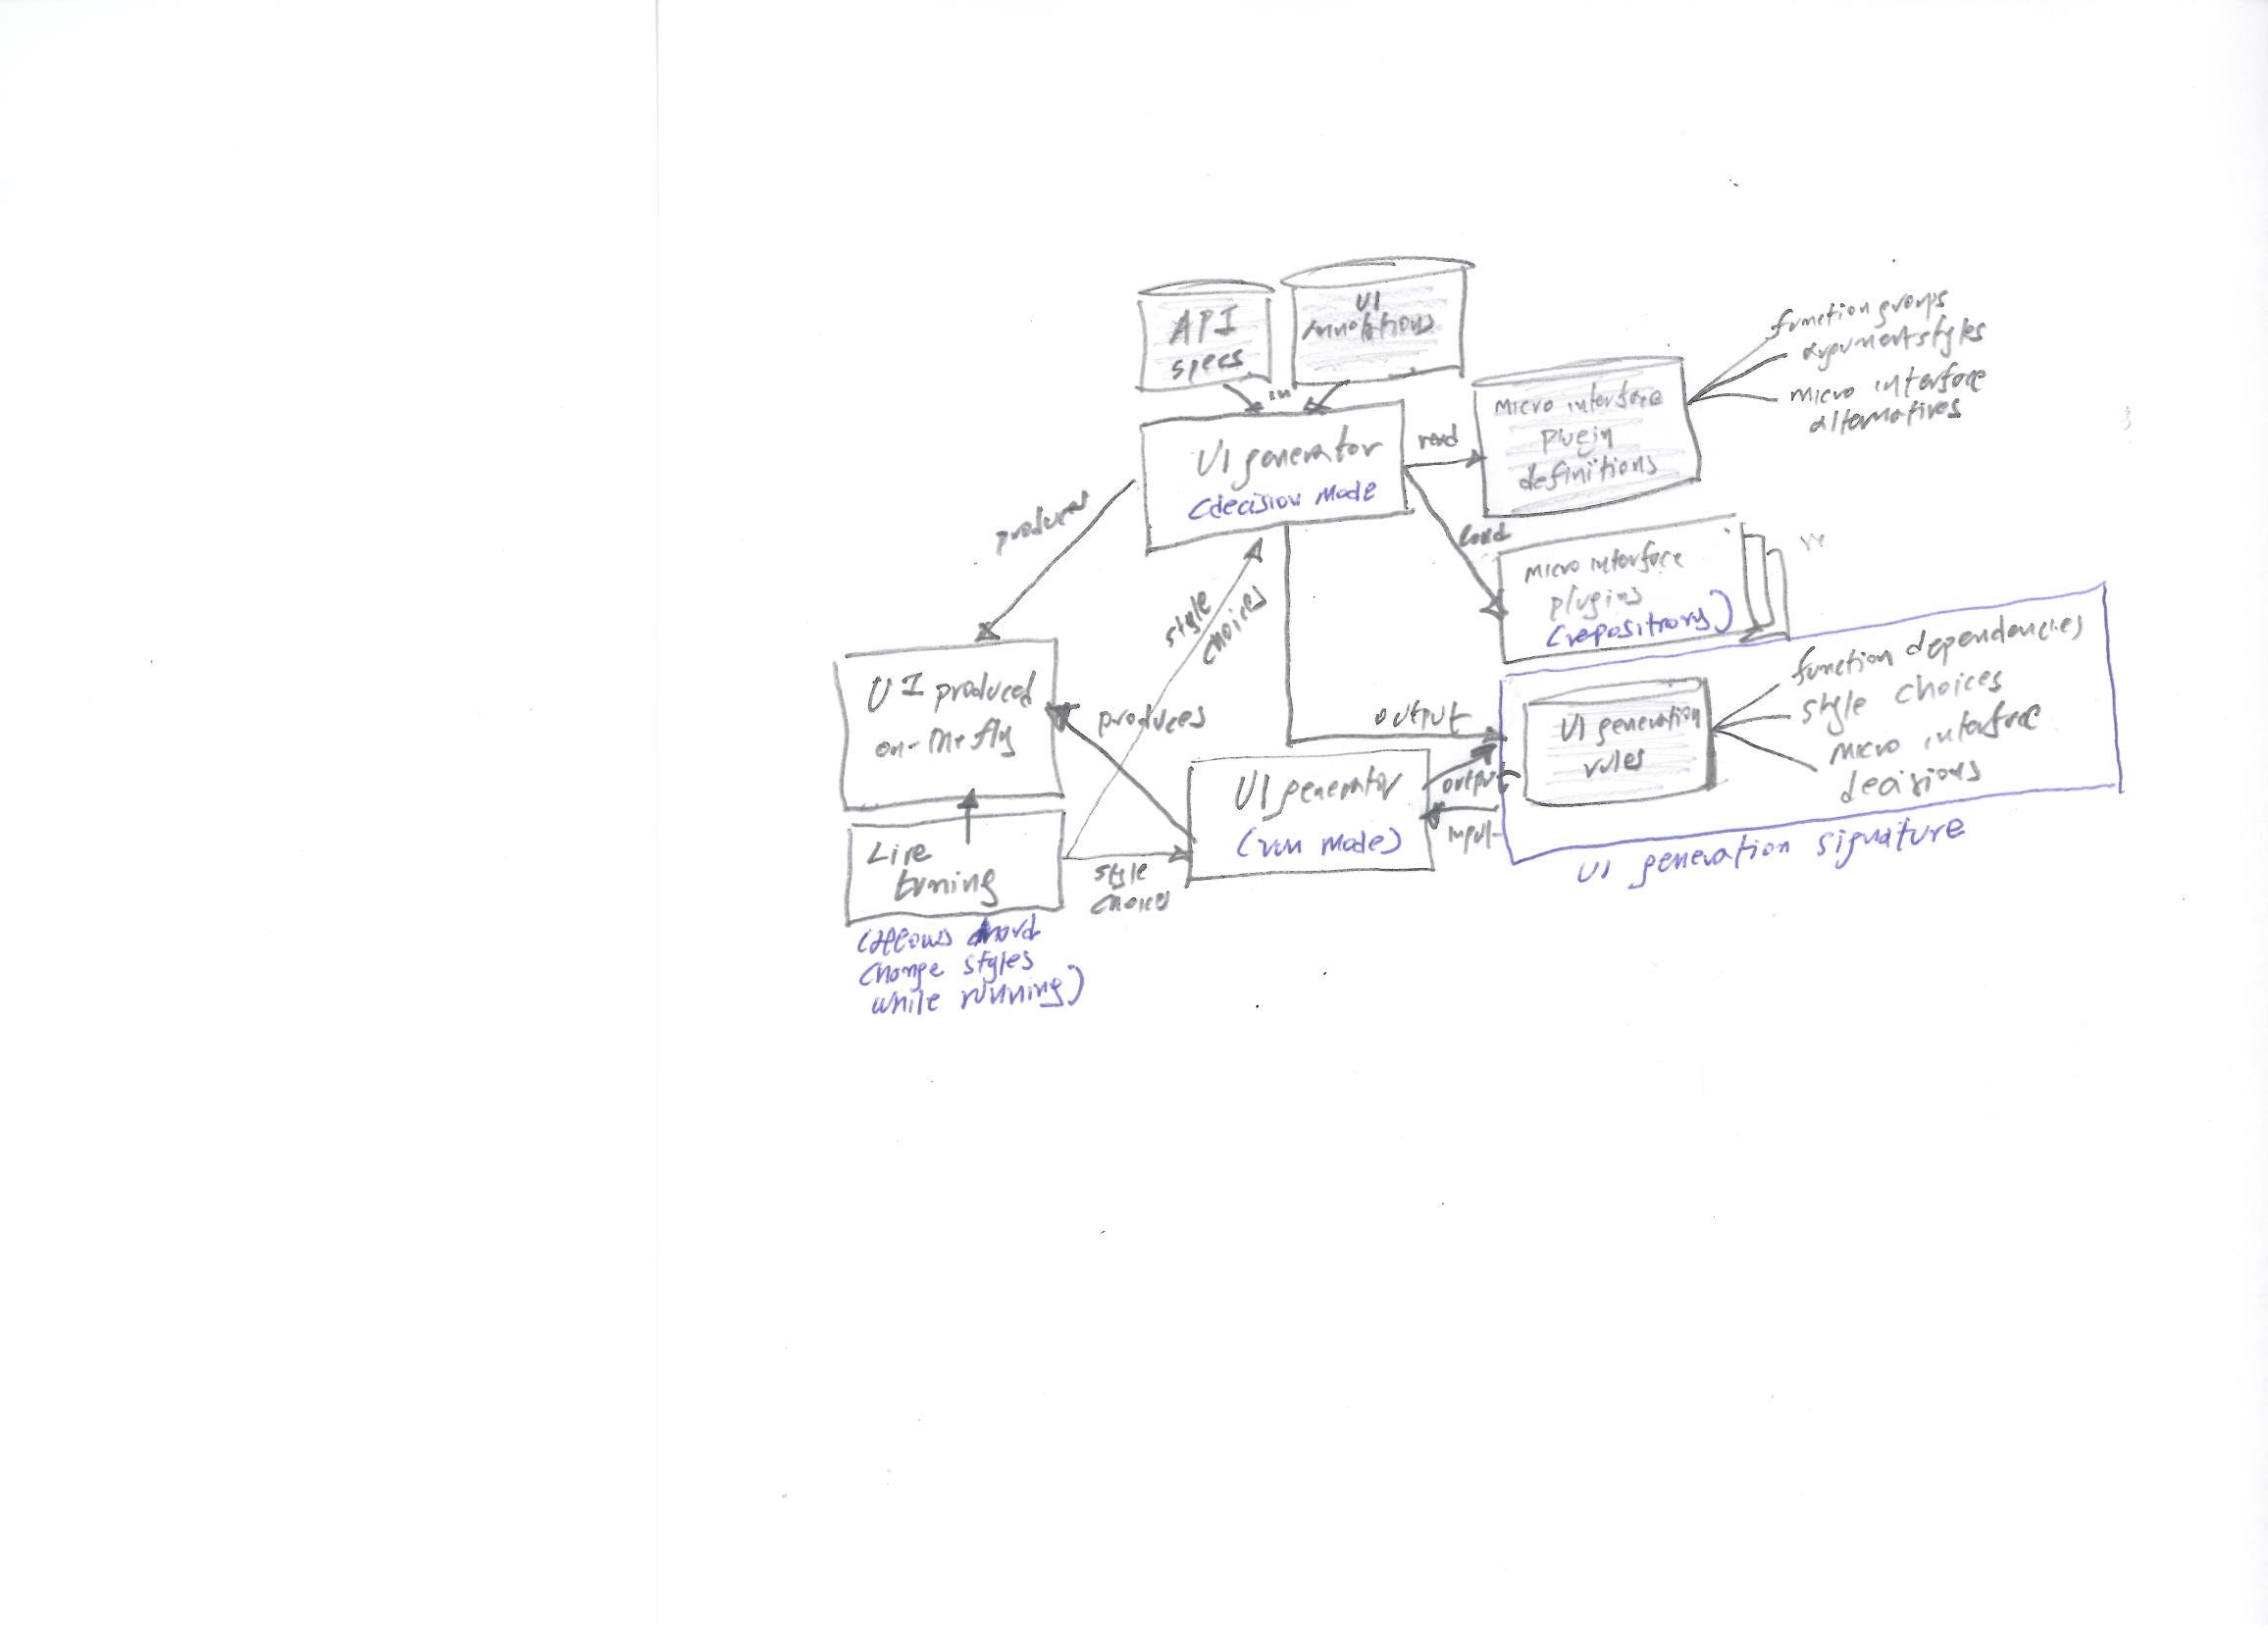 API
specs
UI
Annotations
in
UI generator
(decision mode
read
micro interface
plugin
definitions
function groups
argument styles
micro interface
alternatives
load
micro interface
plugins
(repositrory)
produces
style
choices
UI produced
on-the fly
produces
output
UI generation
rules
function dependencies
style choices
micro interface
decisions
UI generation signature
UI generator
(run mode)
output
input
Live
tuning
style
choices
(allows
change styles
while running)